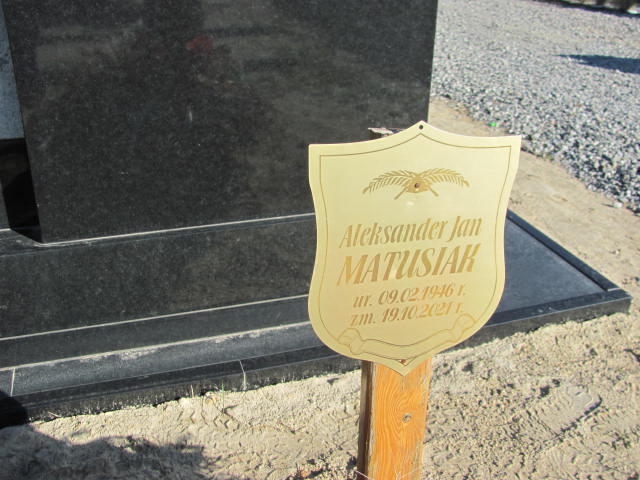 Aleksander Jan
MATUSIAK
ur. 09.02.1946 r.
zm. 19.10.2021 r.